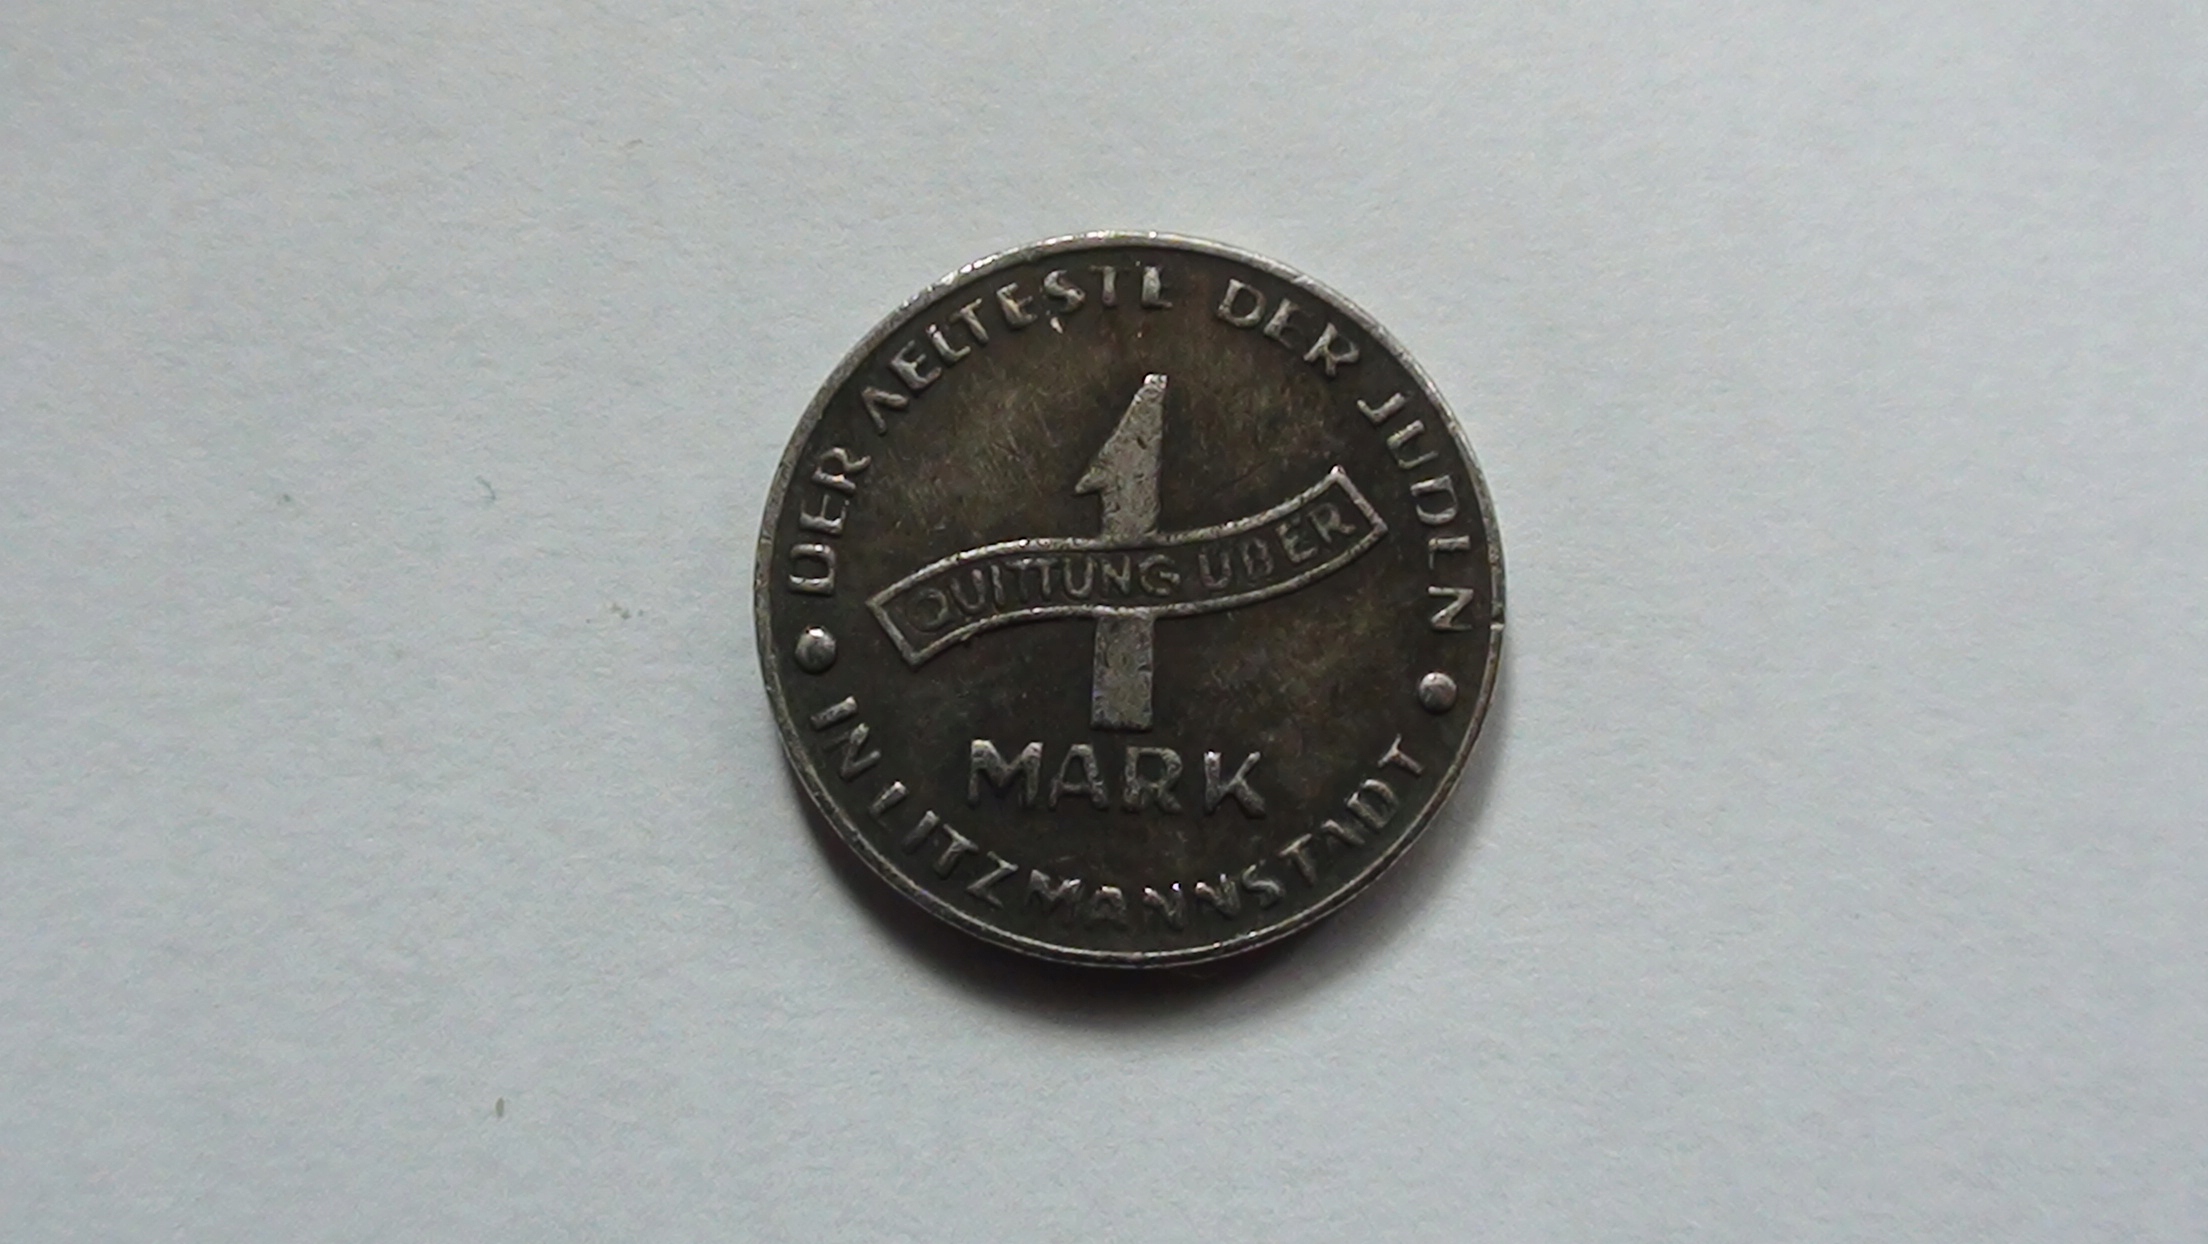 DER AELTESTE DER JUDEN
1
QUITTUNG ÜBER
MARK
IN LITZMANNSTADT